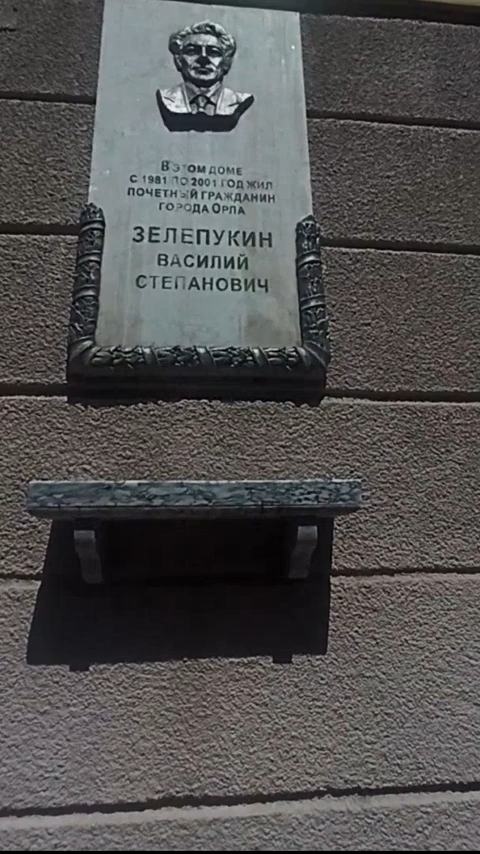 В ЭТОМ ДОМЕ
С 1981 ПО 2001 ГОД ЖИЛ
ПОЧЕТНЫЙ ГРАЖДАНИН
ГОРОДА ОРЛА
ЗЕЛЕПУКИН
ВАСИЛИЙ
СТЕПАНОВИЧ